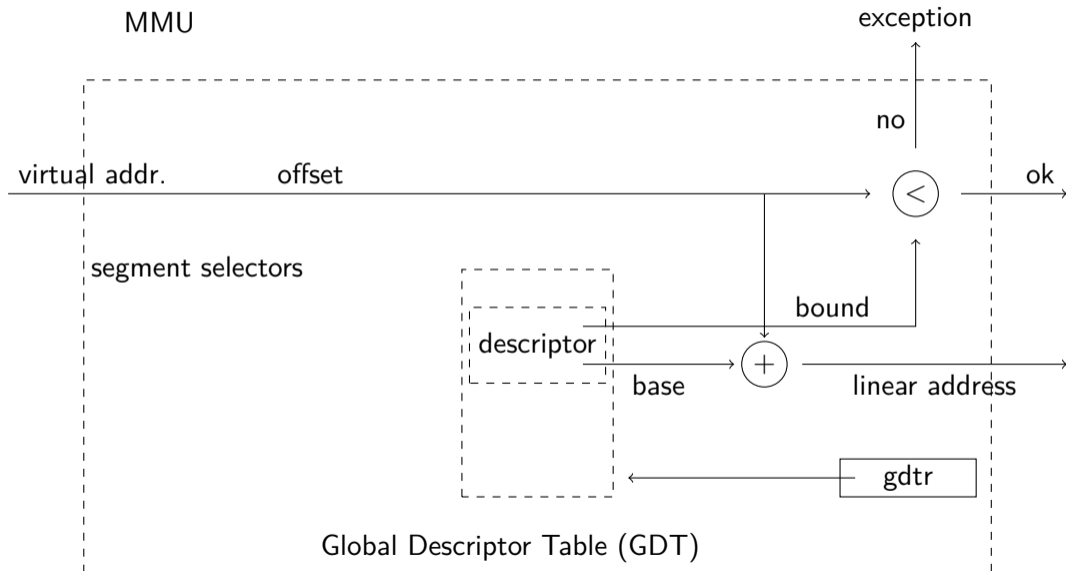 MMU
exception
no
virtual addr.
offset
<
ok
segment selectors
bound
descriptor
+
base
linear address
gdtr
Global Descriptor Table (GDT)